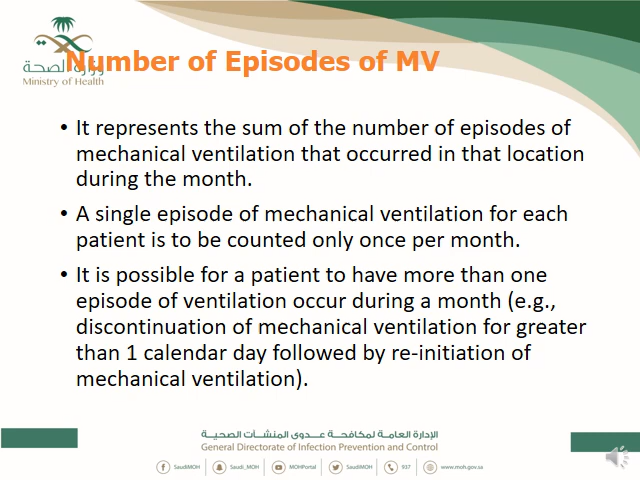 وزارة الصحة
Ministry of Health
Number of Episodes of MV
• It represents the sum of the number of episodes of
mechanical ventilation that occurred in that location
during the month.
• A single episode of mechanical ventilation for each
patient is to be counted only once per month.
• It is possible for a patient to have more than one
episode of ventilation occur during a month (e.g.,
discontinuation of mechanical ventilation for greater
than 1 calendar day followed by re-initiation of
mechanical ventilation).
الإدارة العامة لمكافحة عدوى المنشآت الصحية
General Directorate of Infection Prevention and Control
SaudiMOH Saudi_MOH MOHPortal SaudiMOH 937 www.moh.gov.sa